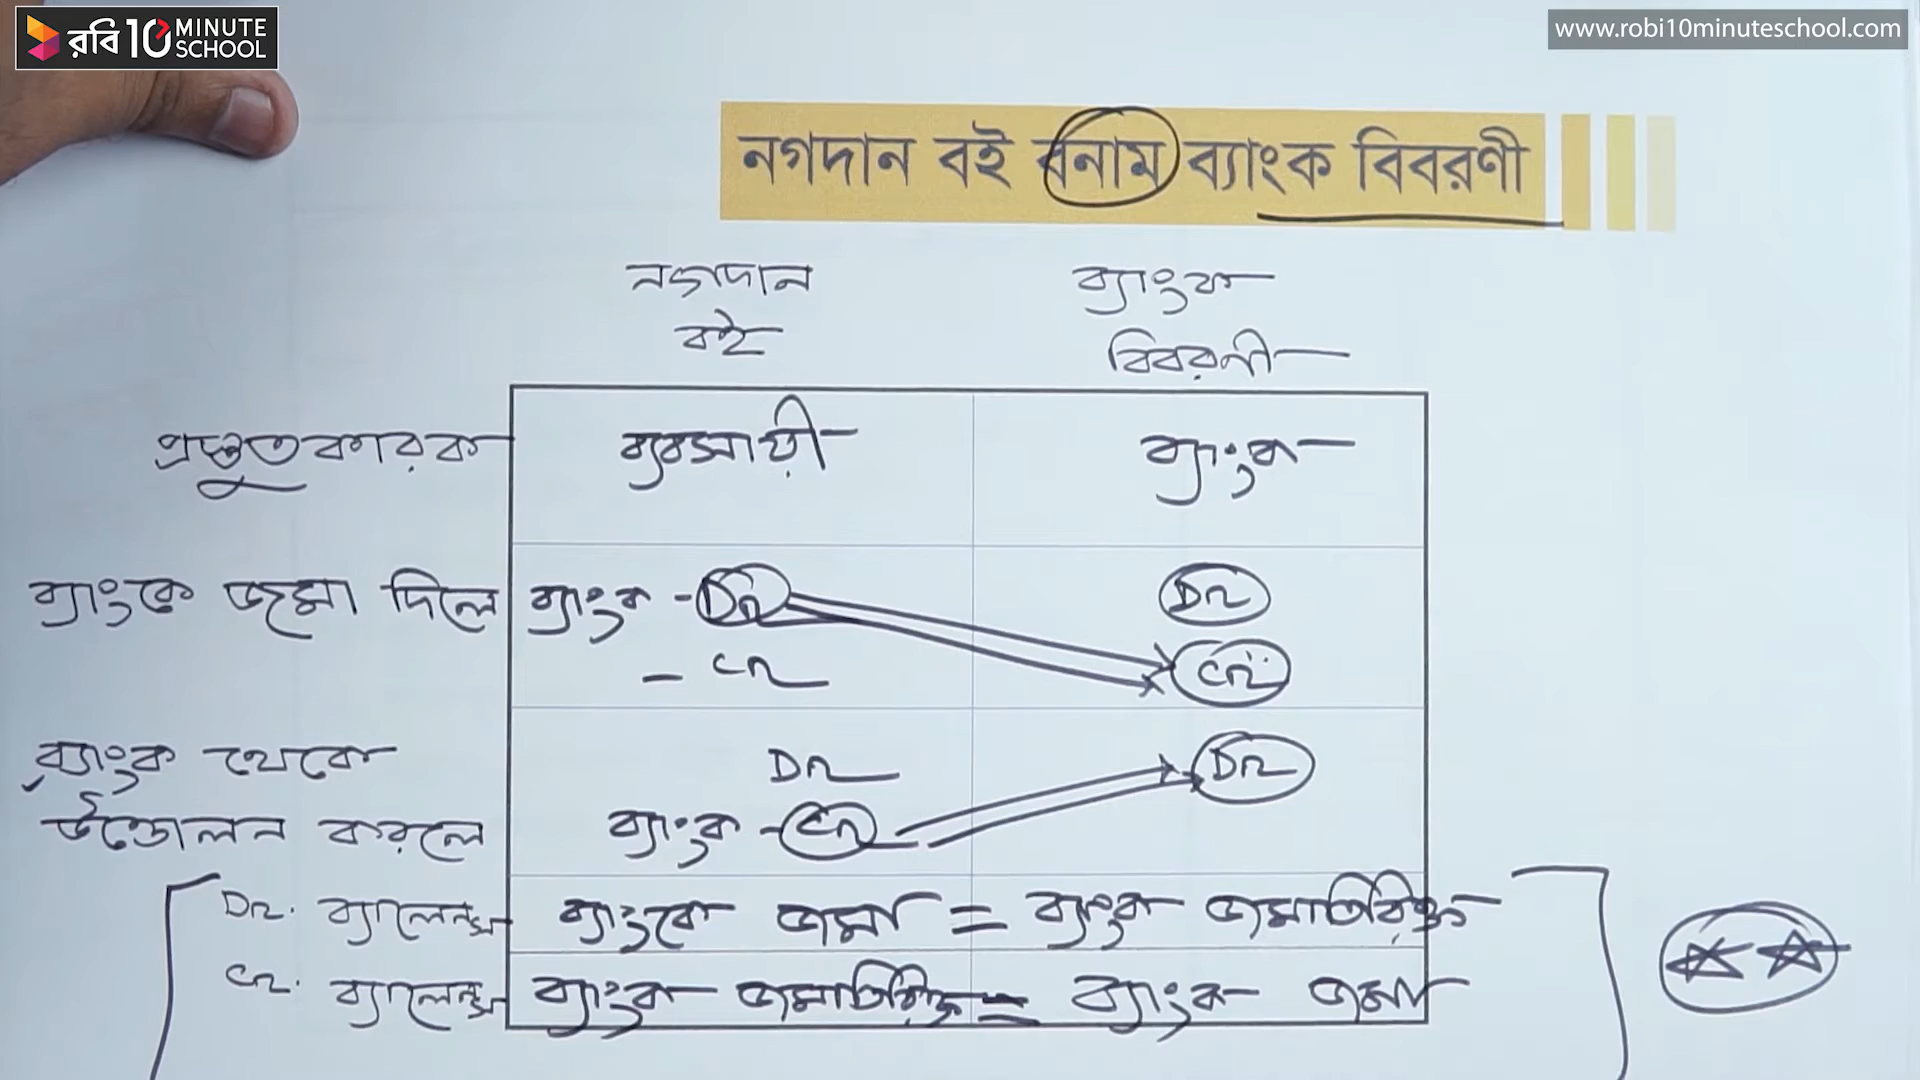 রবি 10 MINUTE SCHOOL
www.robi10minuteschool.com
নগদান বই বনাম ব্যাংক বিবরণী
নগদান ব্যাংক
বই বিবরণী
প্রস্তুতকারক ব্যবসায়ী ব্যাংক
ব্যাংকে জমা দিলে ব্যাংক - Dr Dr
- Cr Cr
ব্যাংক থেকে Dr Dr
উত্তোলন করলে ব্যাংক - Cr
Dr. ব্যালেন্স ব্যাংকে জমা = ব্যাংক জমাতিরিক্ত
Cr. ব্যালেন্স ব্যাংক জমাতিরিক্ত = ব্যাংক জমা